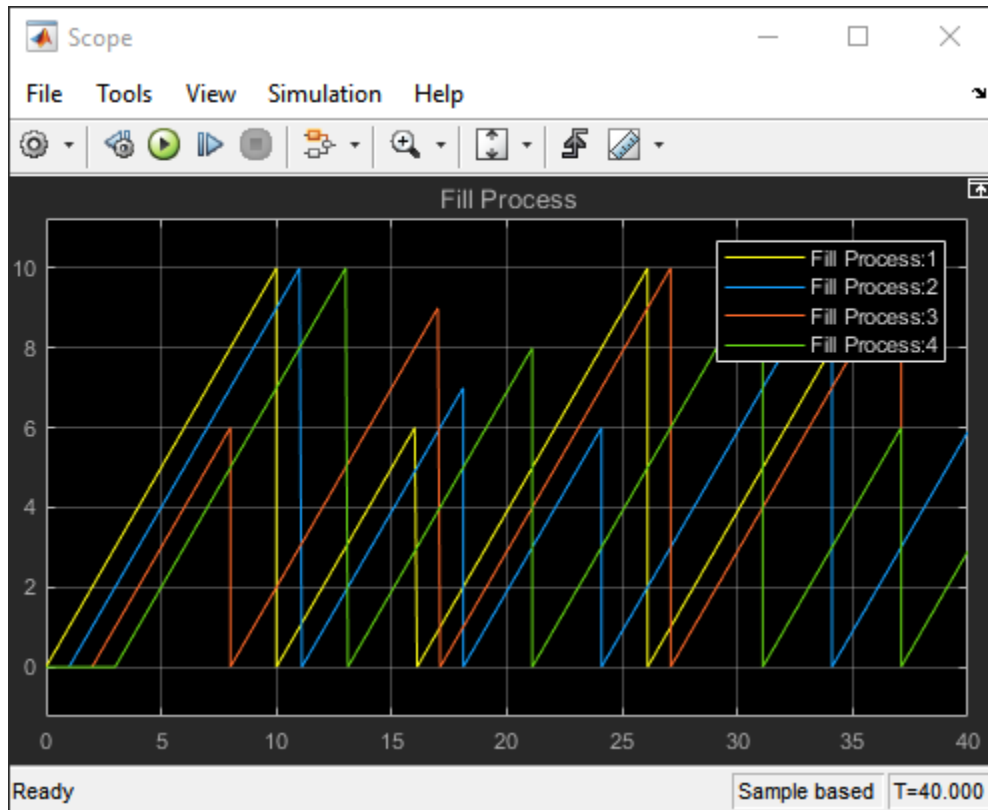 Scope
File Tools View Simulation Help
Fill Process
10
8
6
4
2
0
Fill Process:1
Fill Process:2
Fill Process:3
Fill Process:4
0 5 10 15 20 25 30 35 40
Ready Sample based T=40.000